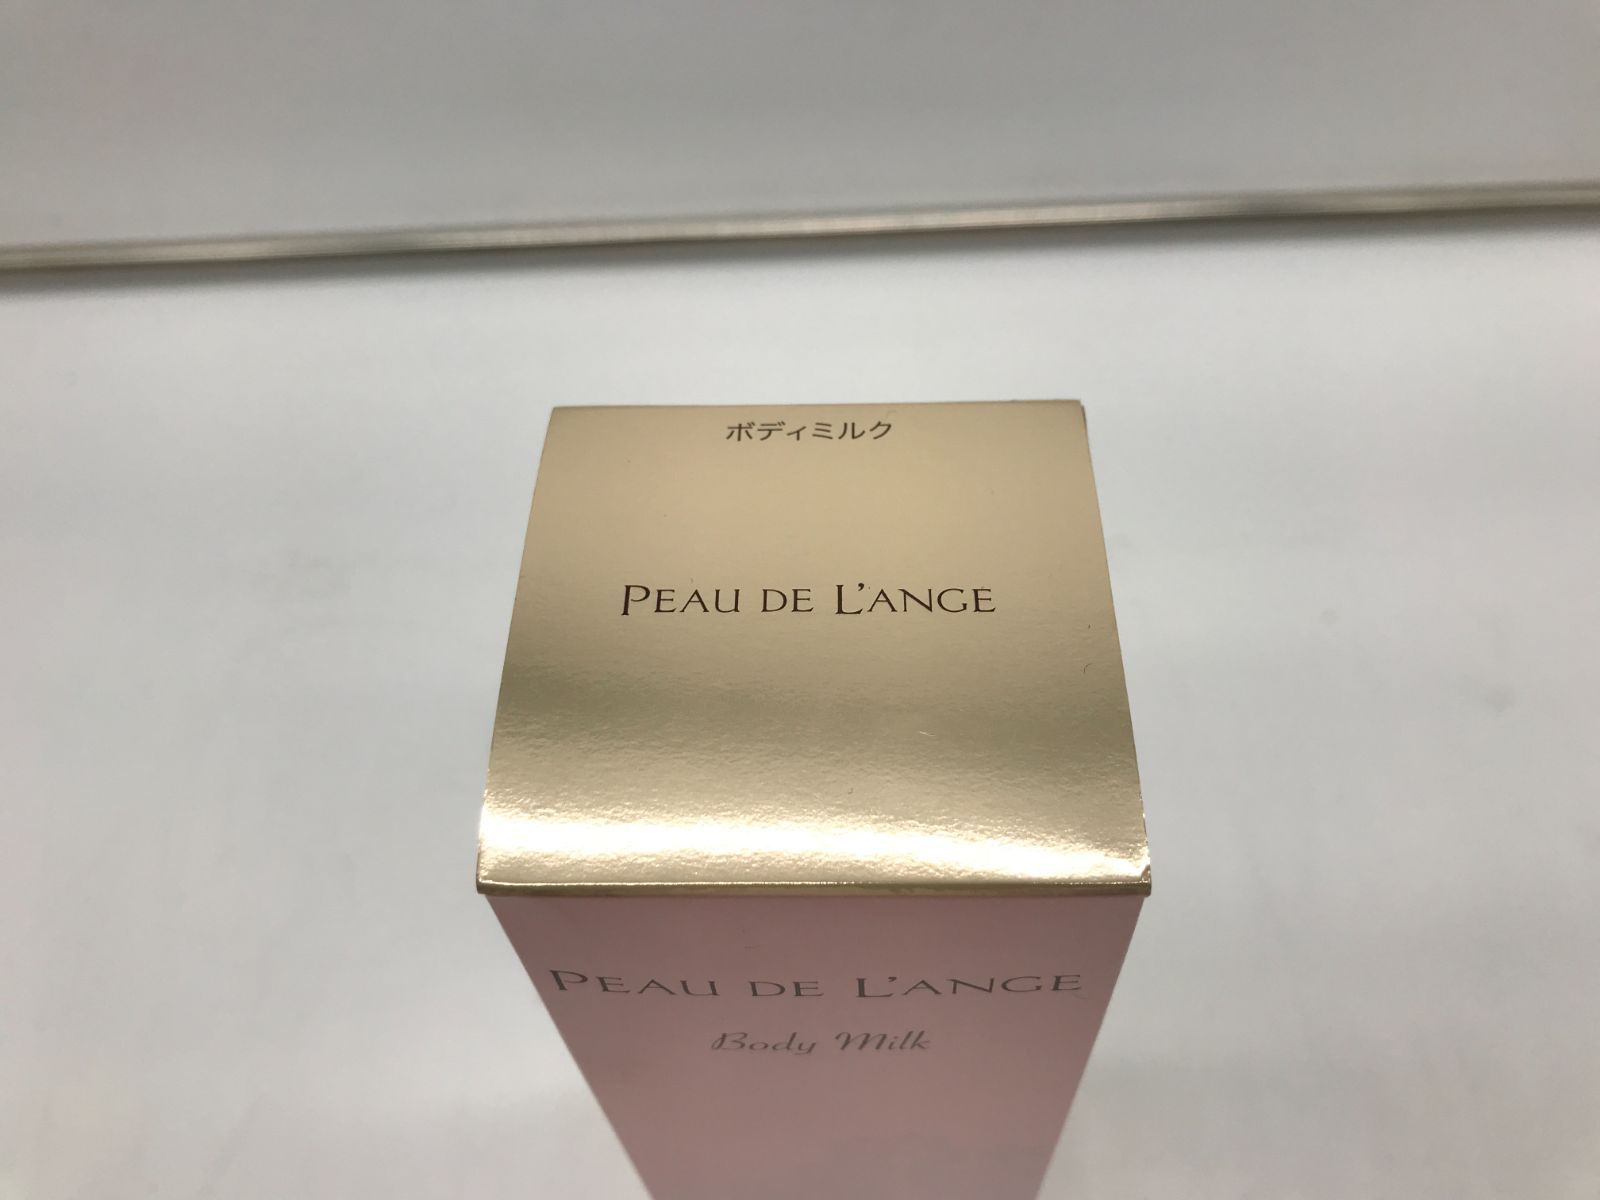 ボディミルク
PEAU DE L'ANGE
PEAU DE L'ANGE
Body Milk